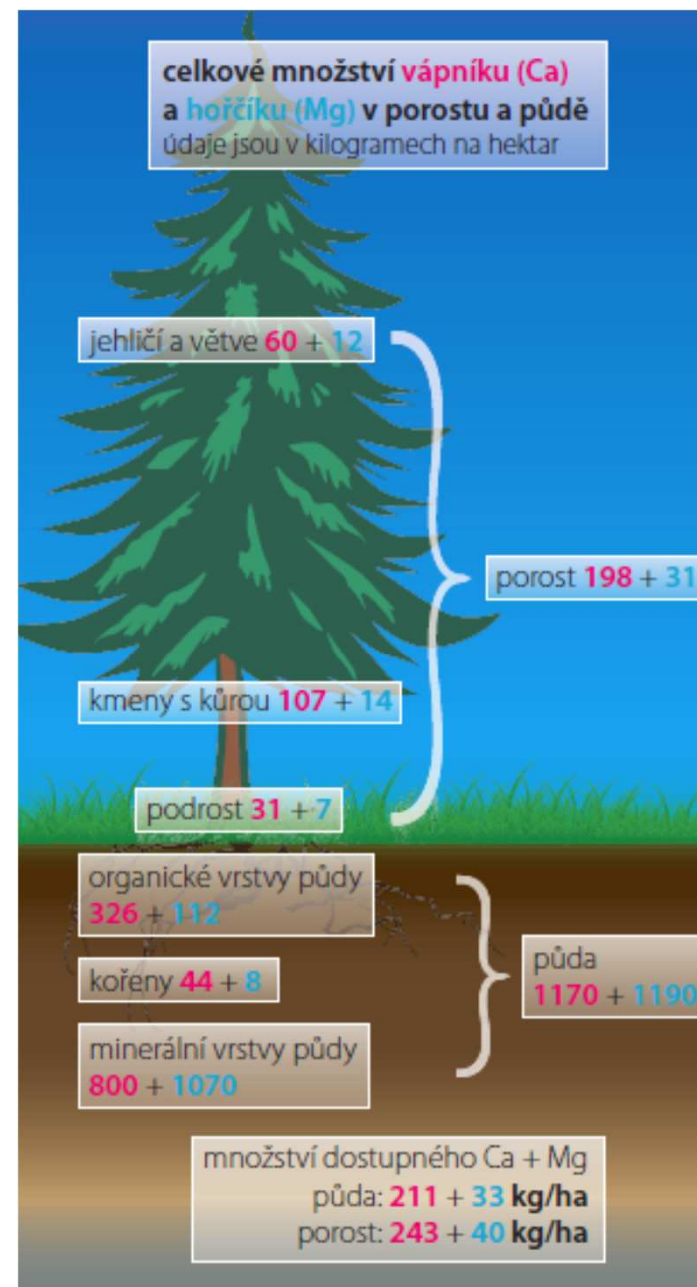 celkové množství vápníku (Ca)
a hořčíku (Mg) v porostu a půdě
údaje jsou v kilogramech na hektar
jehličí a větve 60 + 12
porost 198 + 31
kmeny s kůrou 107 + 14
podrost 31 + 7
organické vrstvy půdy
326 + 112
kořeny 44 + 8
půda
1170 + 1190
minerální vrstvy půdy
800 + 1070
množství dostupného Ca + Mg
půda: 211 + 33 kg/ha
porost: 243 + 40 kg/ha